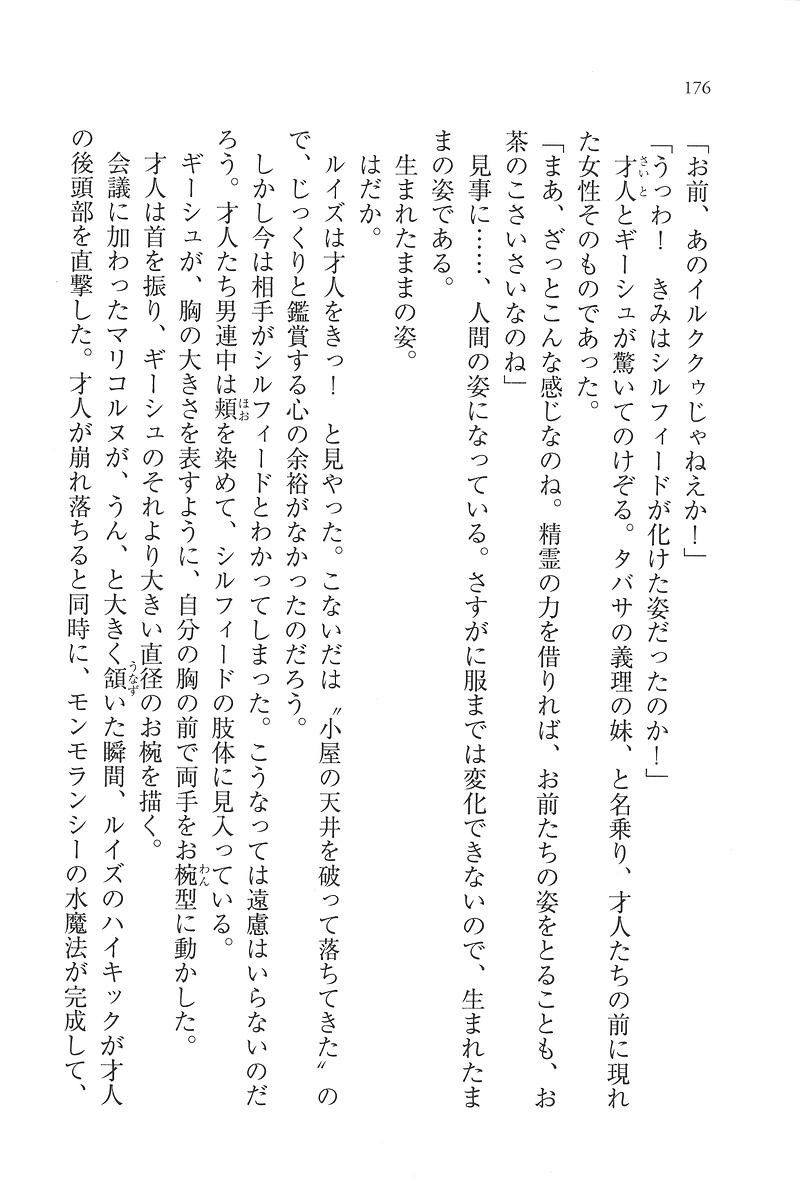 176
「お前、あのイルククゥじゃねえか！」
「うっわ！　きみはシルフィードが化けた姿だったのか！」
才人とギーシュが驚いてのけぞる。タバサの義理の妹、と名乗り、才人たちの前に現れ
た女性そのものであった。
「まあ、ざっとこんな感じなのね。精霊の力を借りれば、お前たちの姿をとることも、お
茶のこさいさいなのね」
見事に……、人間の姿になっている。さすがに服までは変化できないので、生まれたま
まの姿である。
生まれたままの姿。
はだか。
ルイズは才人をきっ！　と見やった。こないだは〝小屋の天井を破って落ちてきた〟の
で、じっくりと鑑賞する心の余裕がなかったのだろう。
しかし今は相手がシルフィードとわかってしまった。こうなっては遠慮はいらないのだ
ろう。才人たち男連中は頬を染めて、シルフィードの肢体に見入っている。
ギーシュが、胸の大きさを表すように、自分の胸の前で両手をお椀型に動かした。
才人は首を振り、ギーシュのそれより大きい直径のお椀を描く。
会議に加わったマリコルヌが、うん、と大きく頷いた瞬間、ルイズのハイキックが才人
の後頭部を直撃した。才人が崩れ落ちると同時に、モンモランシーの水魔法が完成して、